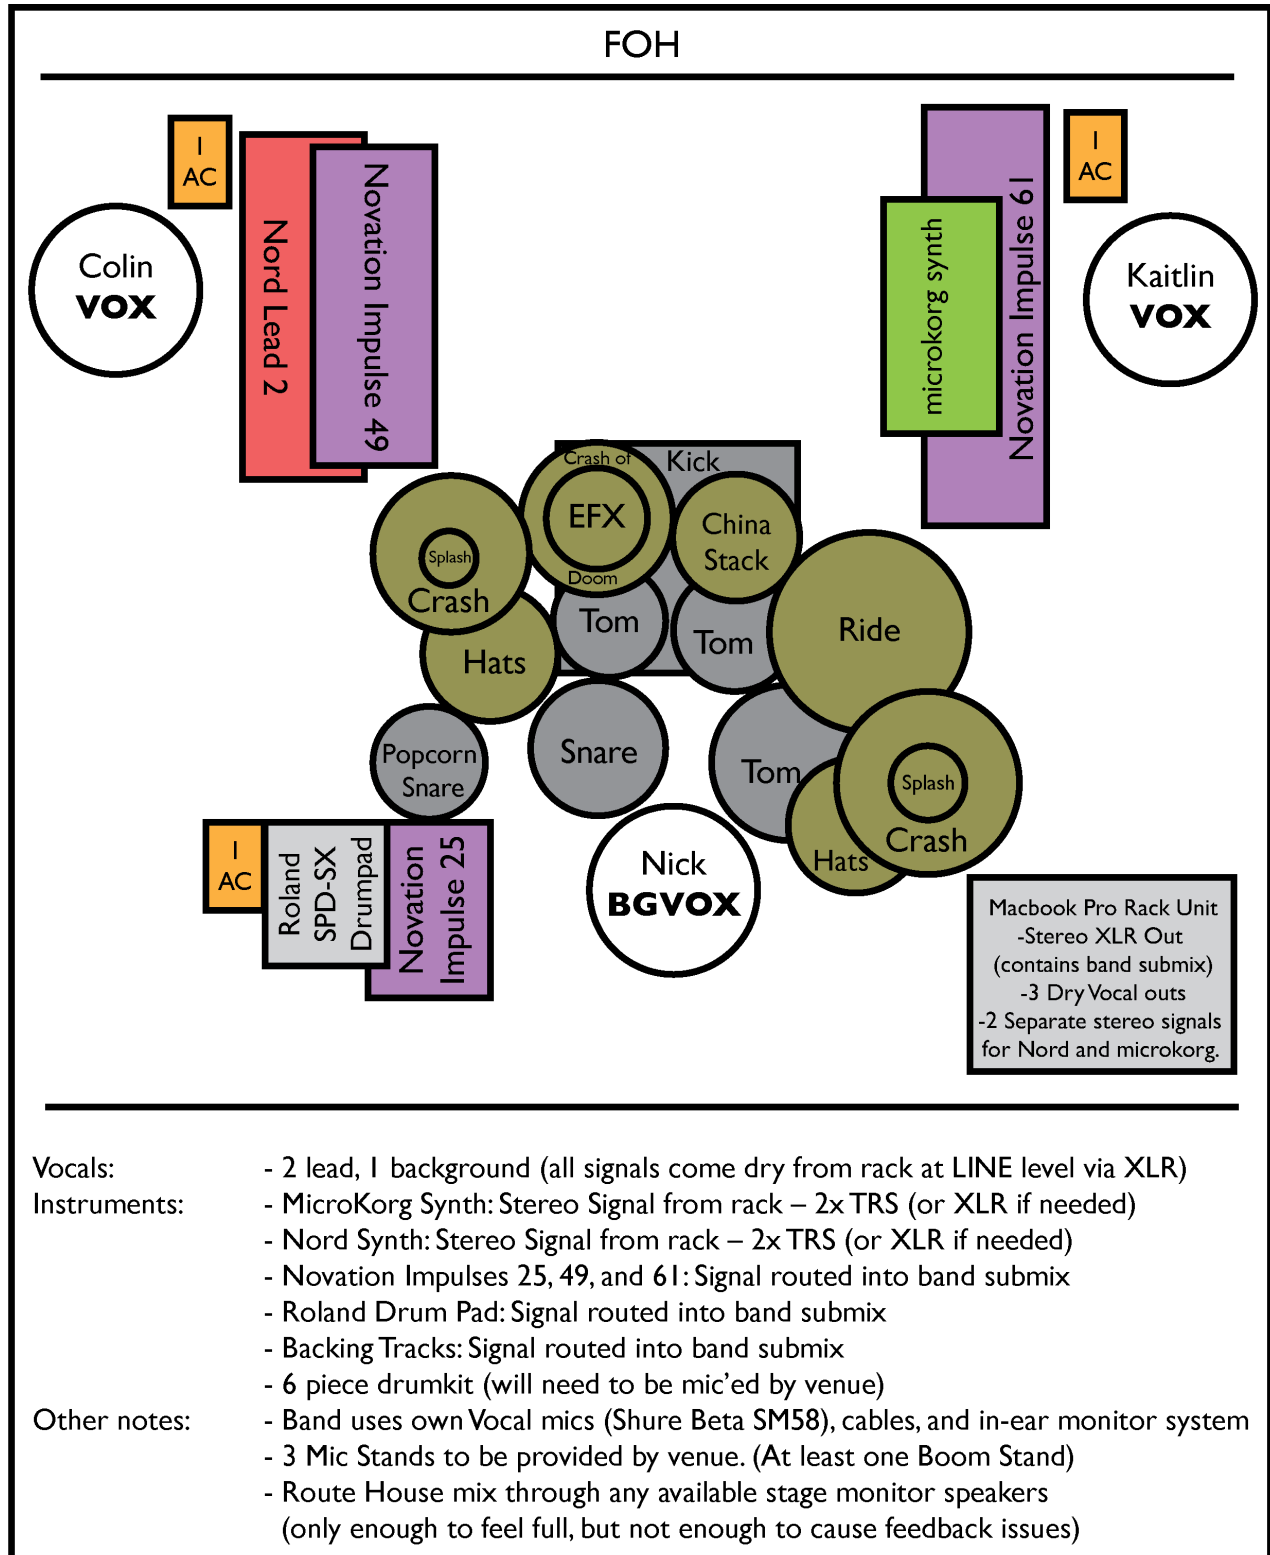 FOH
1
AC
Nord Lead 2
Novation Impulse 49
Colin
VOX
microkorg synth
Novation Impulse 61
1
AC
Kaitlin
VOX
Crash of
Doom
EFX
Kick
China
Stack
Splash
Crash
Hats
Tom
Tom
Ride
Popcorn
Snare
Snare
Tom
Hats
Splash
Crash
1
AC
Roland
SPD-SX
Drumpad
Novation
Impulse 25
Nick
BGVOX
Macbook Pro Rack Unit
-Stereo XLR Out
(contains band submix)
-3 Dry Vocal outs
-2 Separate stereo signals
for Nord and microkorg.
Vocals: - 2 lead, 1 background (all signals come dry from rack at LINE level via XLR)
Instruments: - MicroKorg Synth: Stereo Signal from rack – 2x TRS (or XLR if needed)
- Nord Synth: Stereo Signal from rack – 2x TRS (or XLR if needed)
- Novation Impulses 25, 49, and 61: Signal routed into band submix
- Roland Drum Pad: Signal routed into band submix
- Backing Tracks: Signal routed into band submix
- 6 piece drumkit (will need to be mic’ed by venue)
Other notes: - Band uses own Vocal mics (Shure Beta SM58), cables, and in-ear monitor system
- 3 Mic Stands to be provided by venue. (At least one Boom Stand)
- Route House mix through any available stage monitor speakers
(only enough to feel full, but not enough to cause feedback issues)